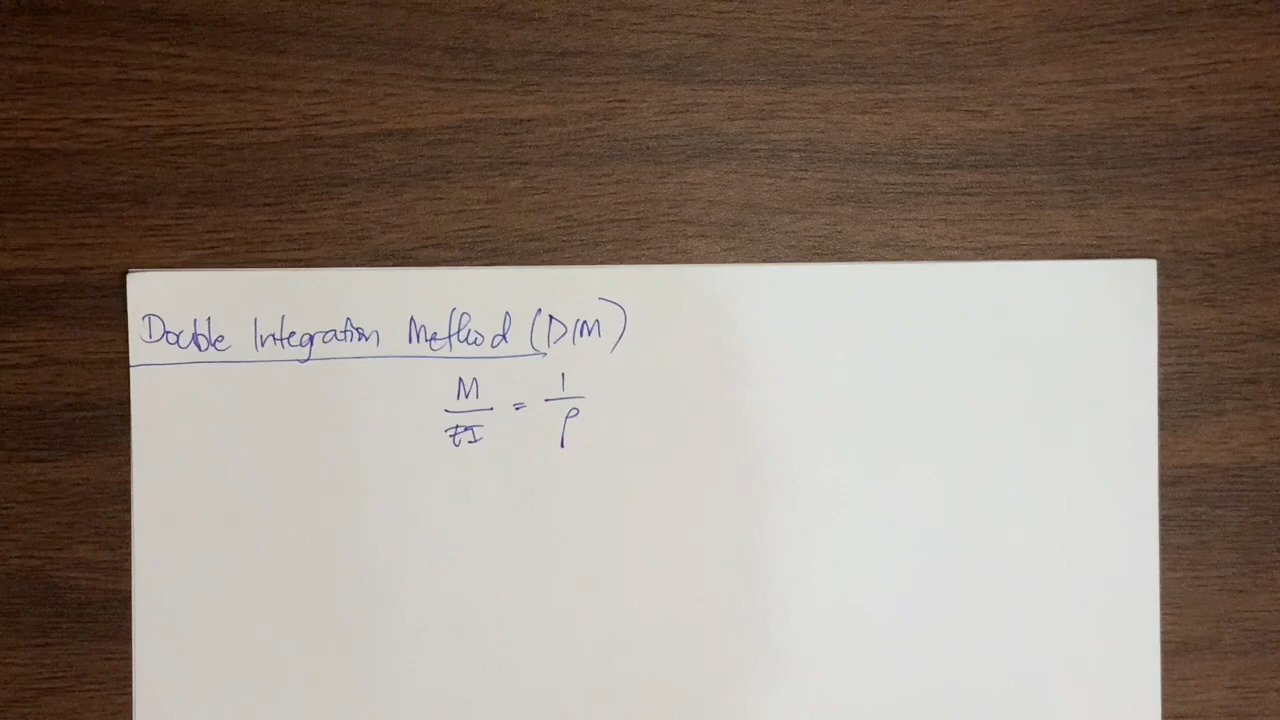 Double Integration Method (DIM)
M/EI = 1/ρ